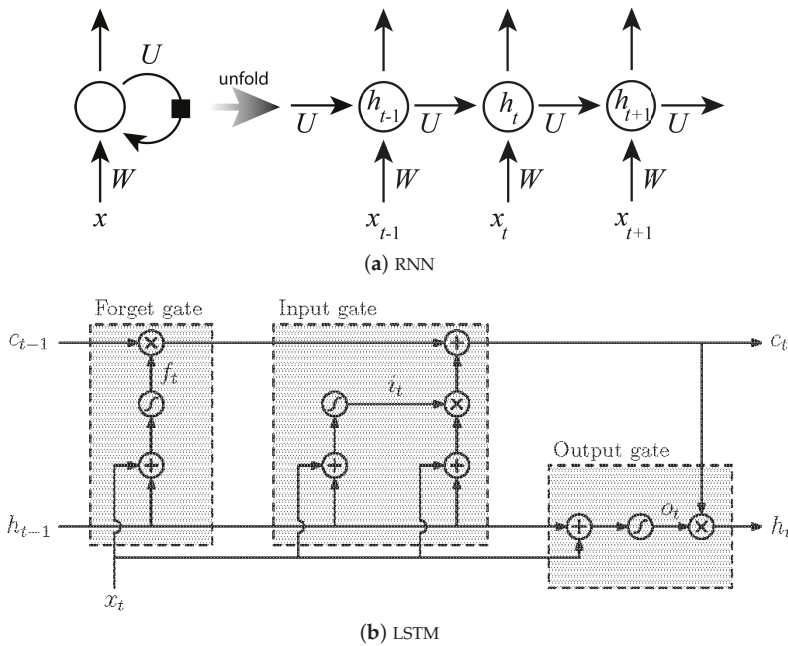 U
unfold
W
x
U
h_{t-1}
U
h_t
U
h_{t+1}
U
W
W
W
x_{t-1}
x_t
x_{t+1}
(a) RNN
Forget gate
Input gate
c_{t-1}
×
+
c_t
f_t
∫
∫
i_t
×
+
+
+
Output gate
h_{t-1}
+
∫
o_t
×
h_t
x_t
(b) LSTM